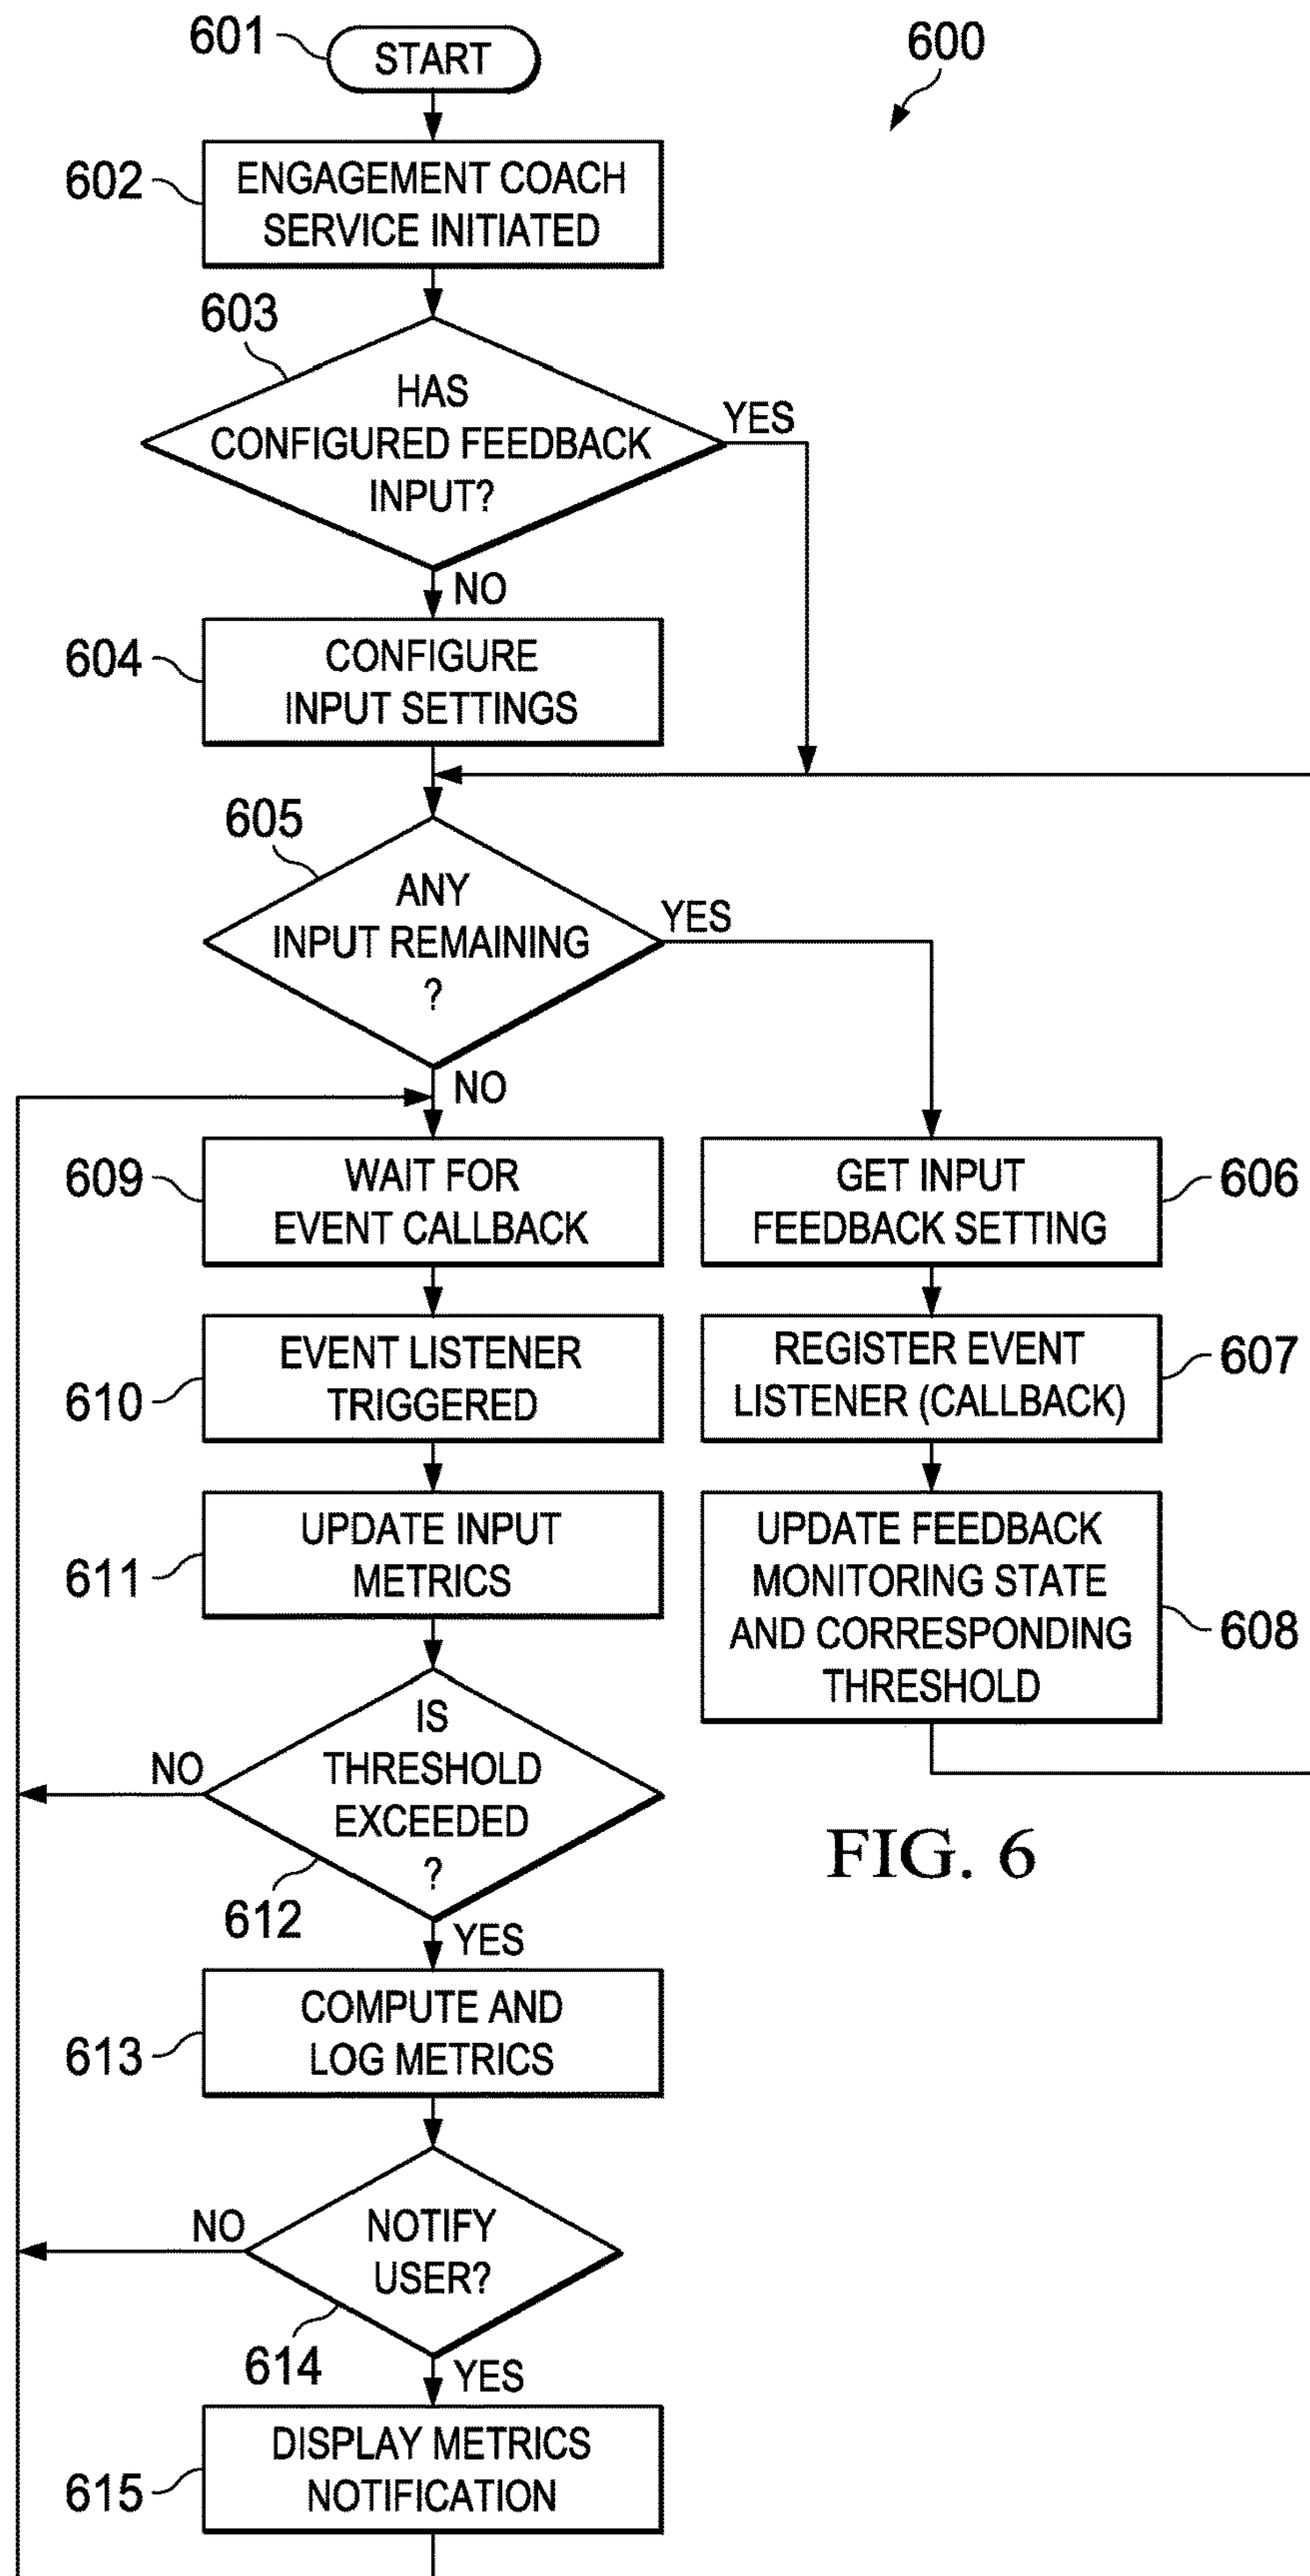 601
START
600
602
ENGAGEMENT COACH
SERVICE INITIATED
603
HAS
CONFIGURED FEEDBACK
INPUT?
YES
NO
604
CONFIGURE
INPUT SETTINGS
605
ANY
INPUT REMAINING
?
YES
NO
609
WAIT FOR
EVENT CALLBACK
GET INPUT
FEEDBACK SETTING
606
610
EVENT LISTENER
TRIGGERED
REGISTER EVENT
LISTENER (CALLBACK)
607
611
UPDATE INPUT
METRICS
UPDATE FEEDBACK
MONITORING STATE
AND CORRESPONDING
THRESHOLD
608
IS
THRESHOLD
EXCEEDED
?
NO
612
YES
FIG. 6
613
COMPUTE AND
LOG METRICS
NOTIFY
USER?
NO
614
YES
615
DISPLAY METRICS
NOTIFICATION